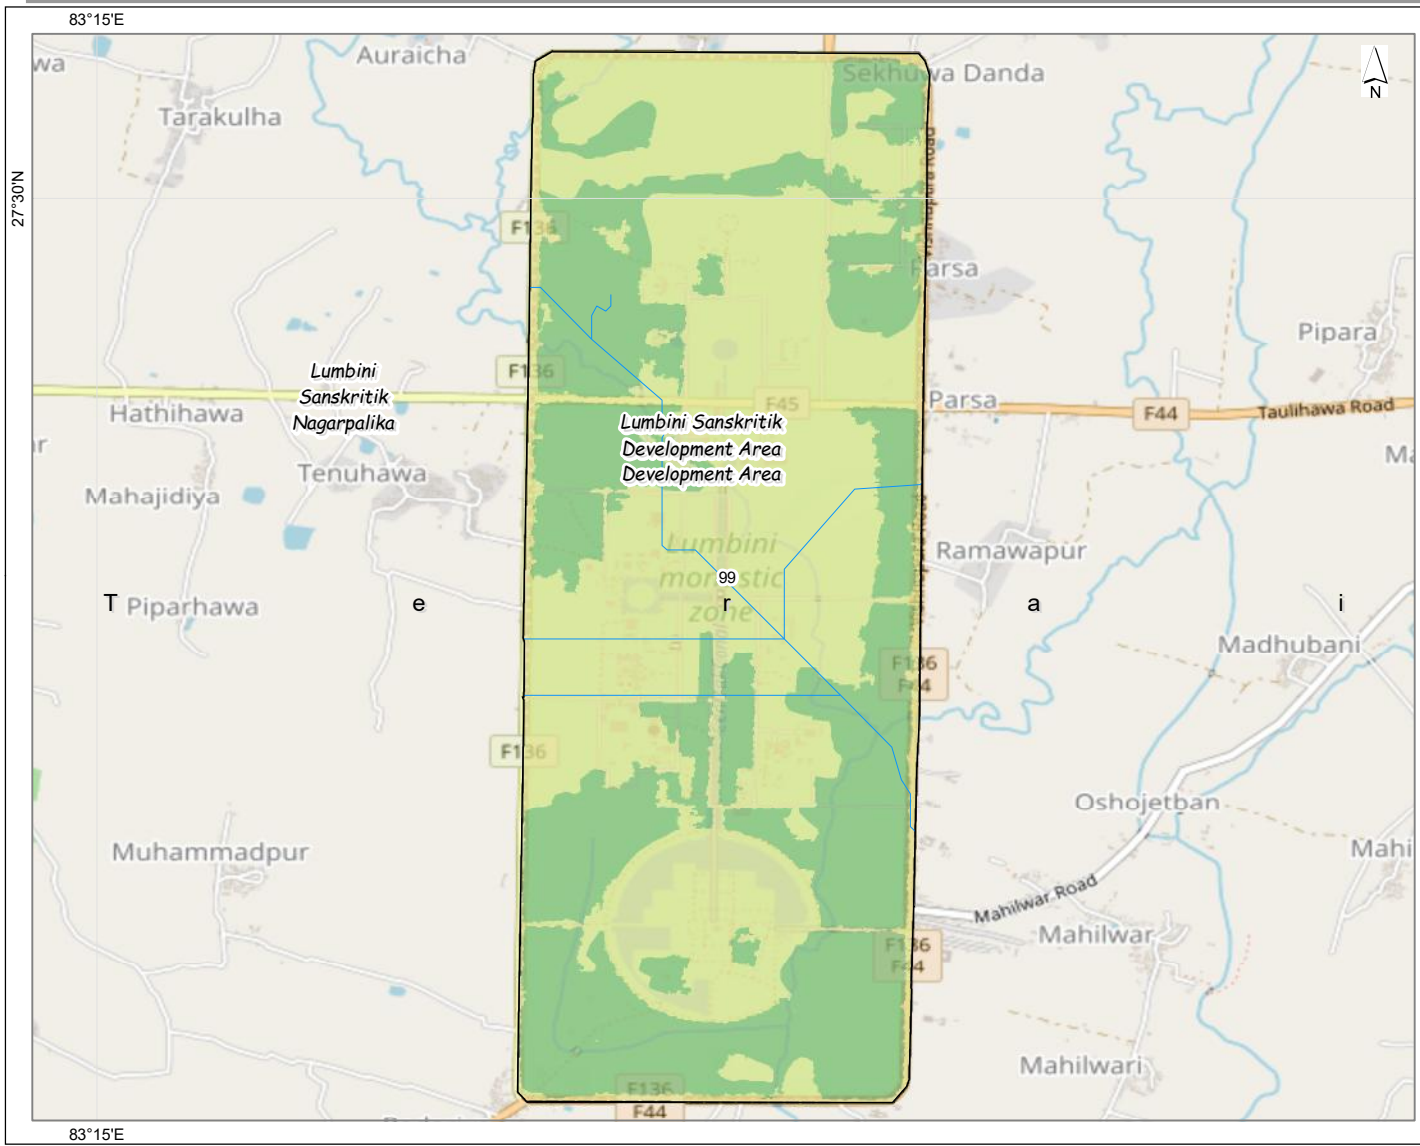 83°15'E
wa
Auraicha
Sekhuwa Danda
N
Tarakulha
27°30'N
F136
Parsa
Pipara
Lumbini
Sanskritik
Nagarpalika
F136
F45
Parsa
F44
Taulihawa Road
Hathihawa
Lumbini Sanskritik
Development Area
Development Area
Tenuhawa
Mahajidiya
Lumbini
monastic
zone
99
Ramawapur
T
Piparhawa
e
r
a
i
Madhubani
F136
F44
F136
Oshojetban
Muhammadpur
Mahi
Mahilwar Road
Mahilwar
F136
F44
Mahilwari
F136
F44
83°15'E